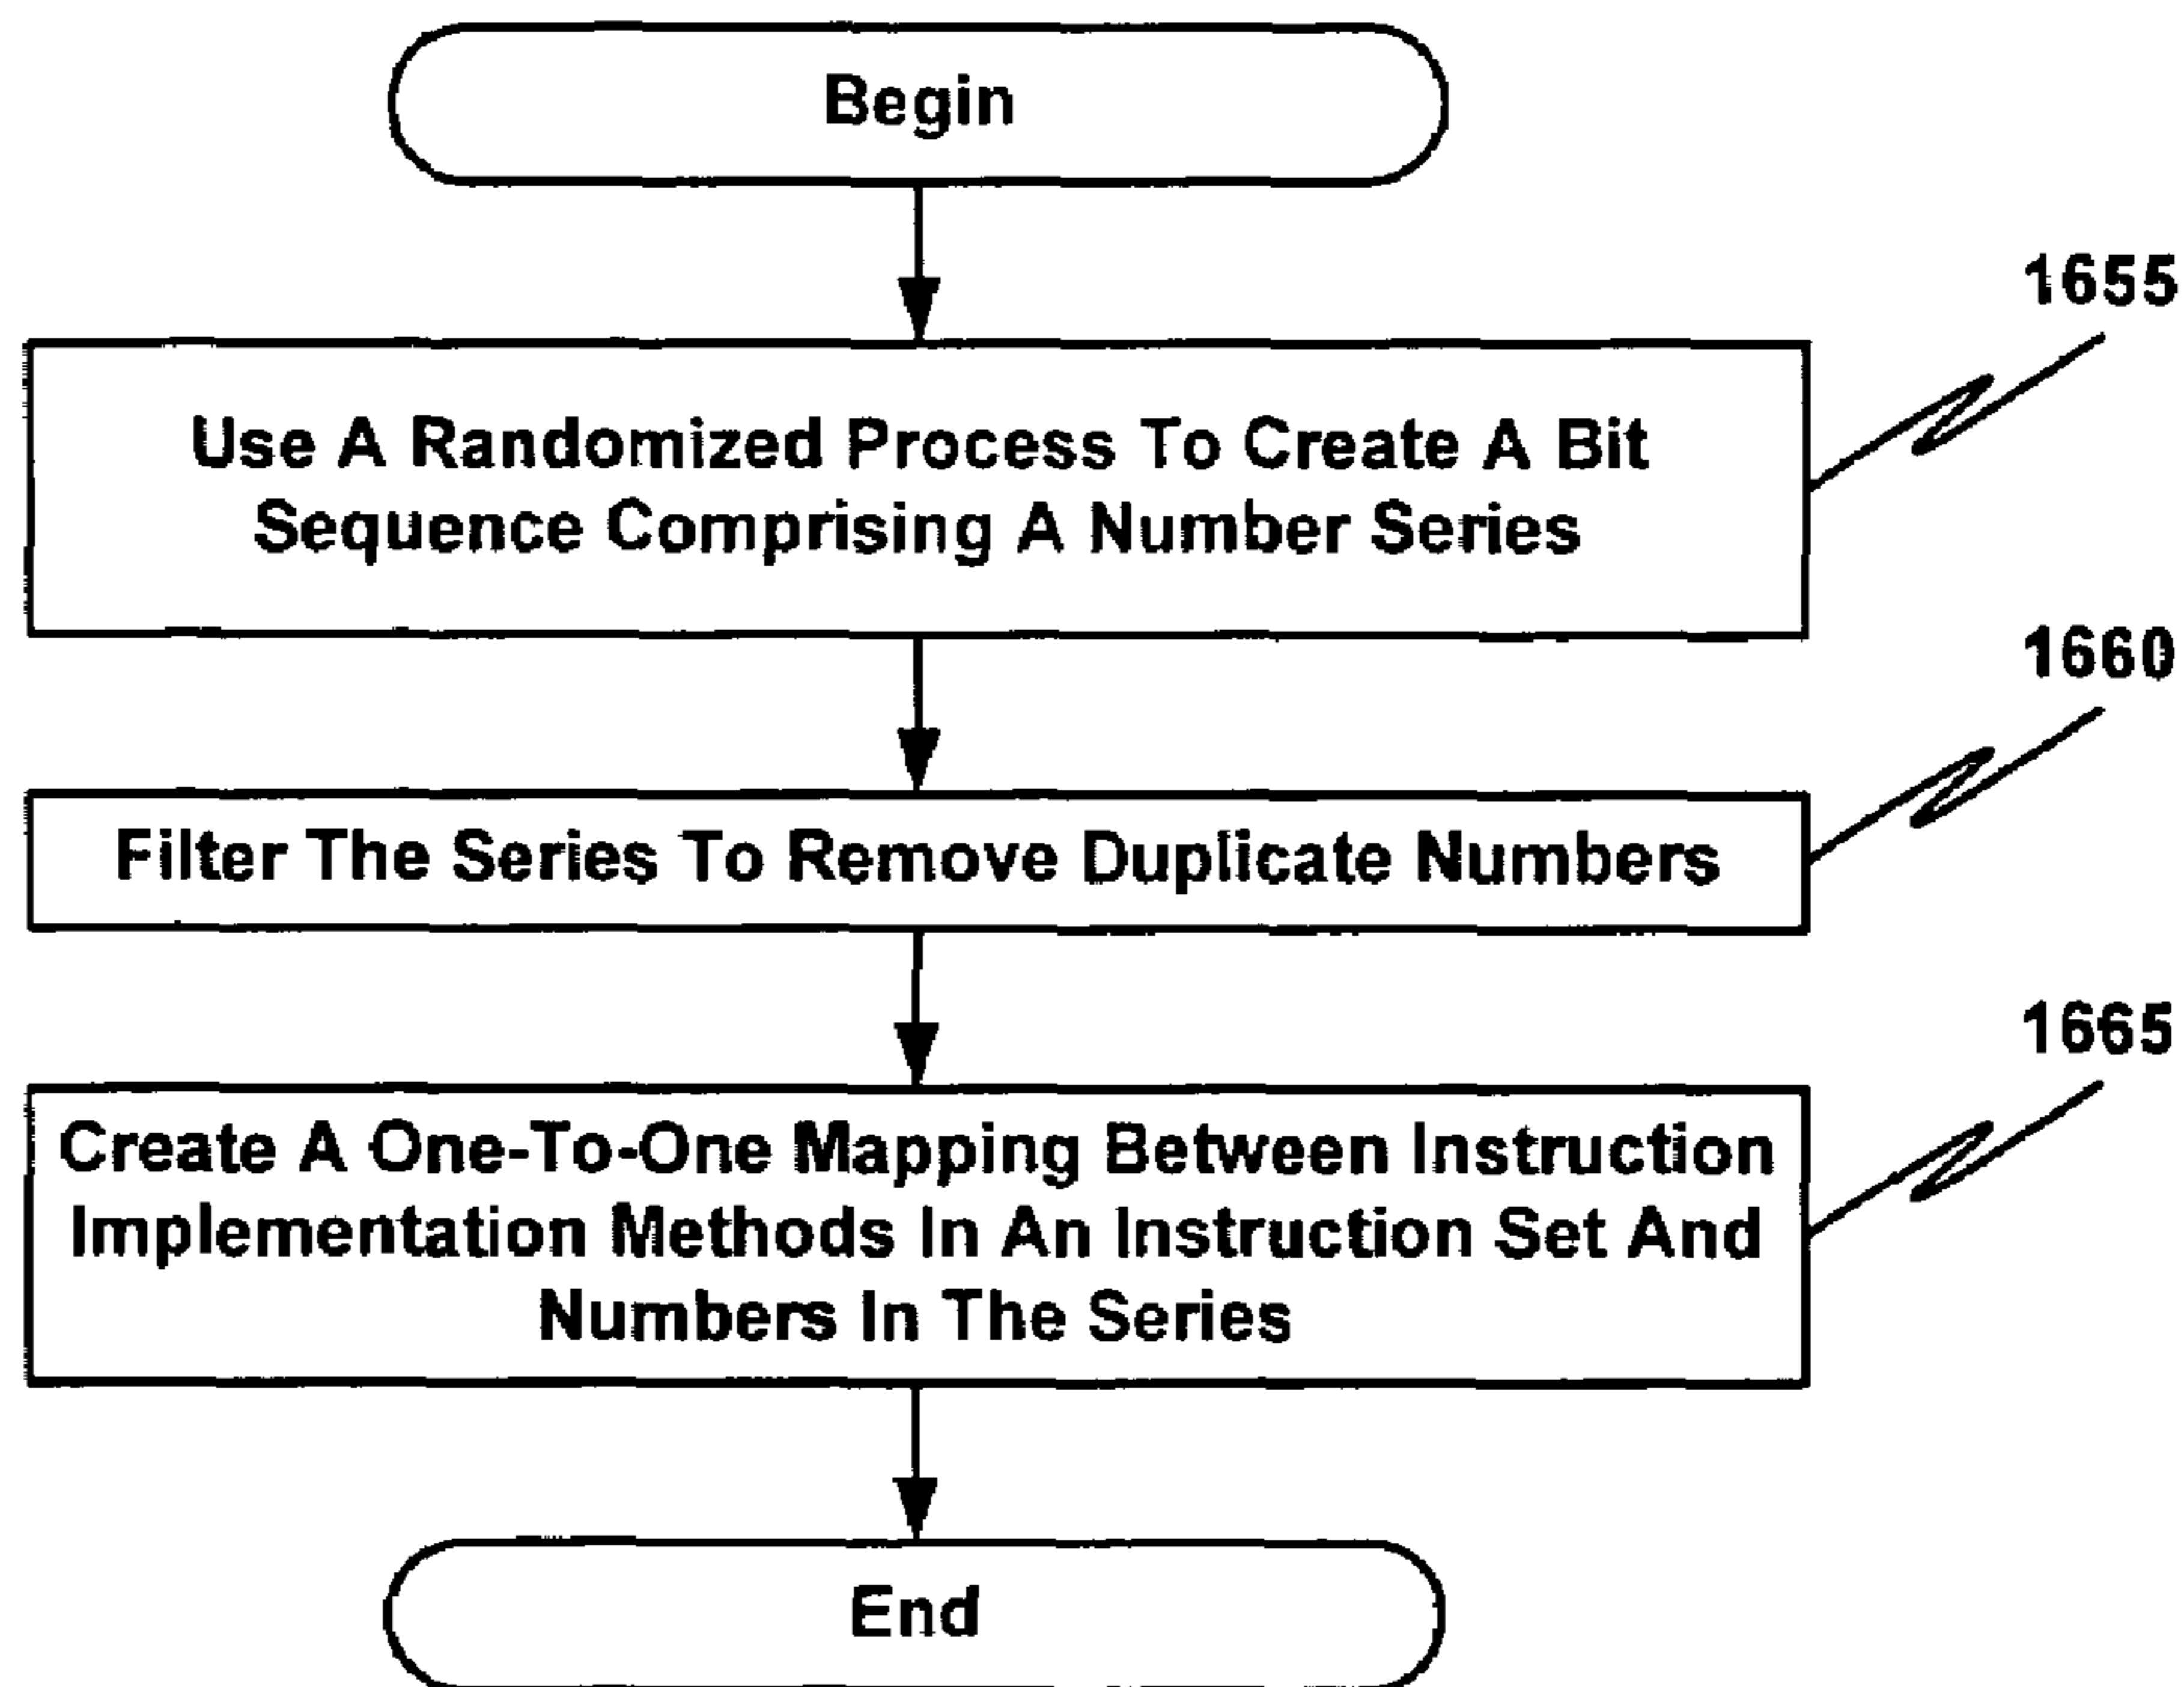 Begin
1655
Use A Randomized Process To Create A Bit
Sequence Comprising A Number Series
1660
Filter The Series To Remove Duplicate Numbers
1665
Create A One-To-One Mapping Between Instruction
Implementation Methods In An Instruction Set And
Numbers In The Series
End